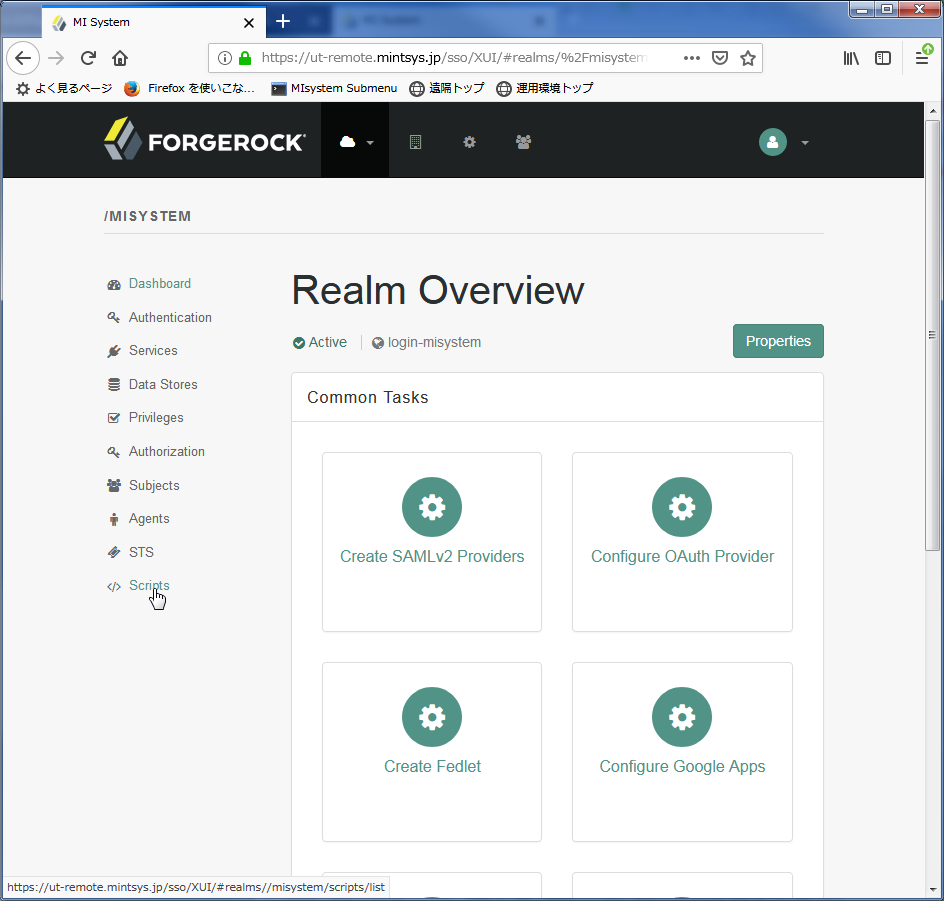 MI System
MI System
https://ut-remote.mintsys.jp/sso/XUI/#realms/%2Fmisystem
よく見るページ
Firefox を使いこな...
MIsystem Submenu
遠隔トップ
運用環境トップ
FORGEROCK
/MISYSTEM
Dashboard
Authentication
Services
Data Stores
Privileges
Authorization
Subjects
Agents
STS
Scripts
Realm Overview
Active
login-misystem
Properties
Common Tasks
Create SAMLv2 Providers
Configure OAuth Provider
Create Fedlet
Configure Google Apps
https://ut-remote.mintsys.jp/sso/XUI/#realms//misystem/scripts/list